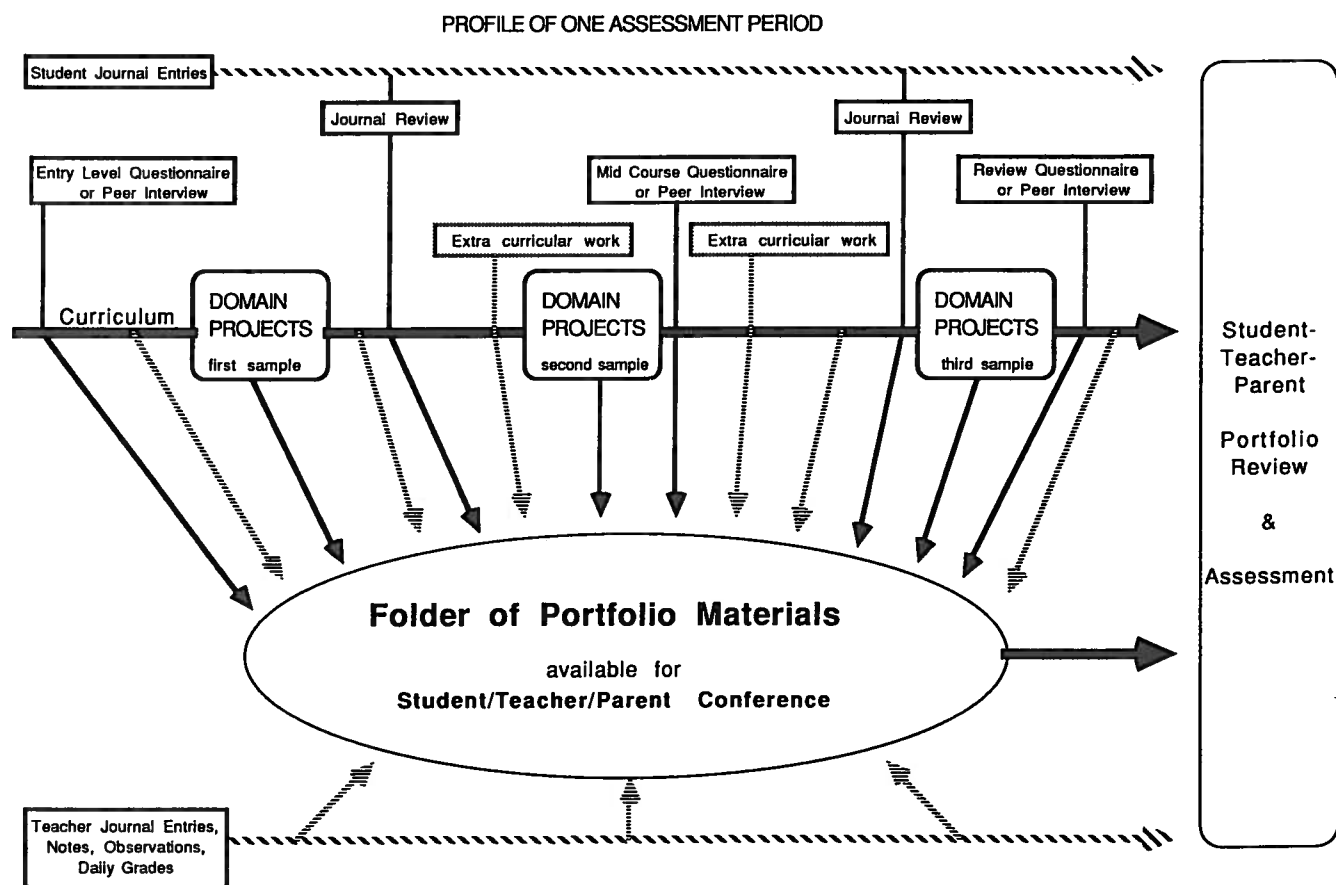 PROFILE OF ONE ASSESSMENT PERIOD
Student Journal Entries
Journal Review
Journal Review
Entry Level Questionnaire
or Peer Interview
Mid Course Questionnaire
or Peer Interview
Review Questionnaire
or Peer Interview
Extra curricular work
Extra curricular work
Curriculum
DOMAIN
PROJECTS
first sample
DOMAIN
PROJECTS
second sample
DOMAIN
PROJECTS
third sample
Student-
Teacher-
Parent
Portfolio
Review
&
Assessment
Folder of Portfolio Materials
available for
Student/Teacher/Parent Conference
Teacher Journal Entries,
Notes, Observations,
Daily Grades